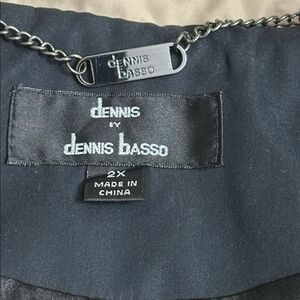 dENNIS
bASSO
dENNIS
BY
dENNIS bASSO
2X
MADE IN
CHINA